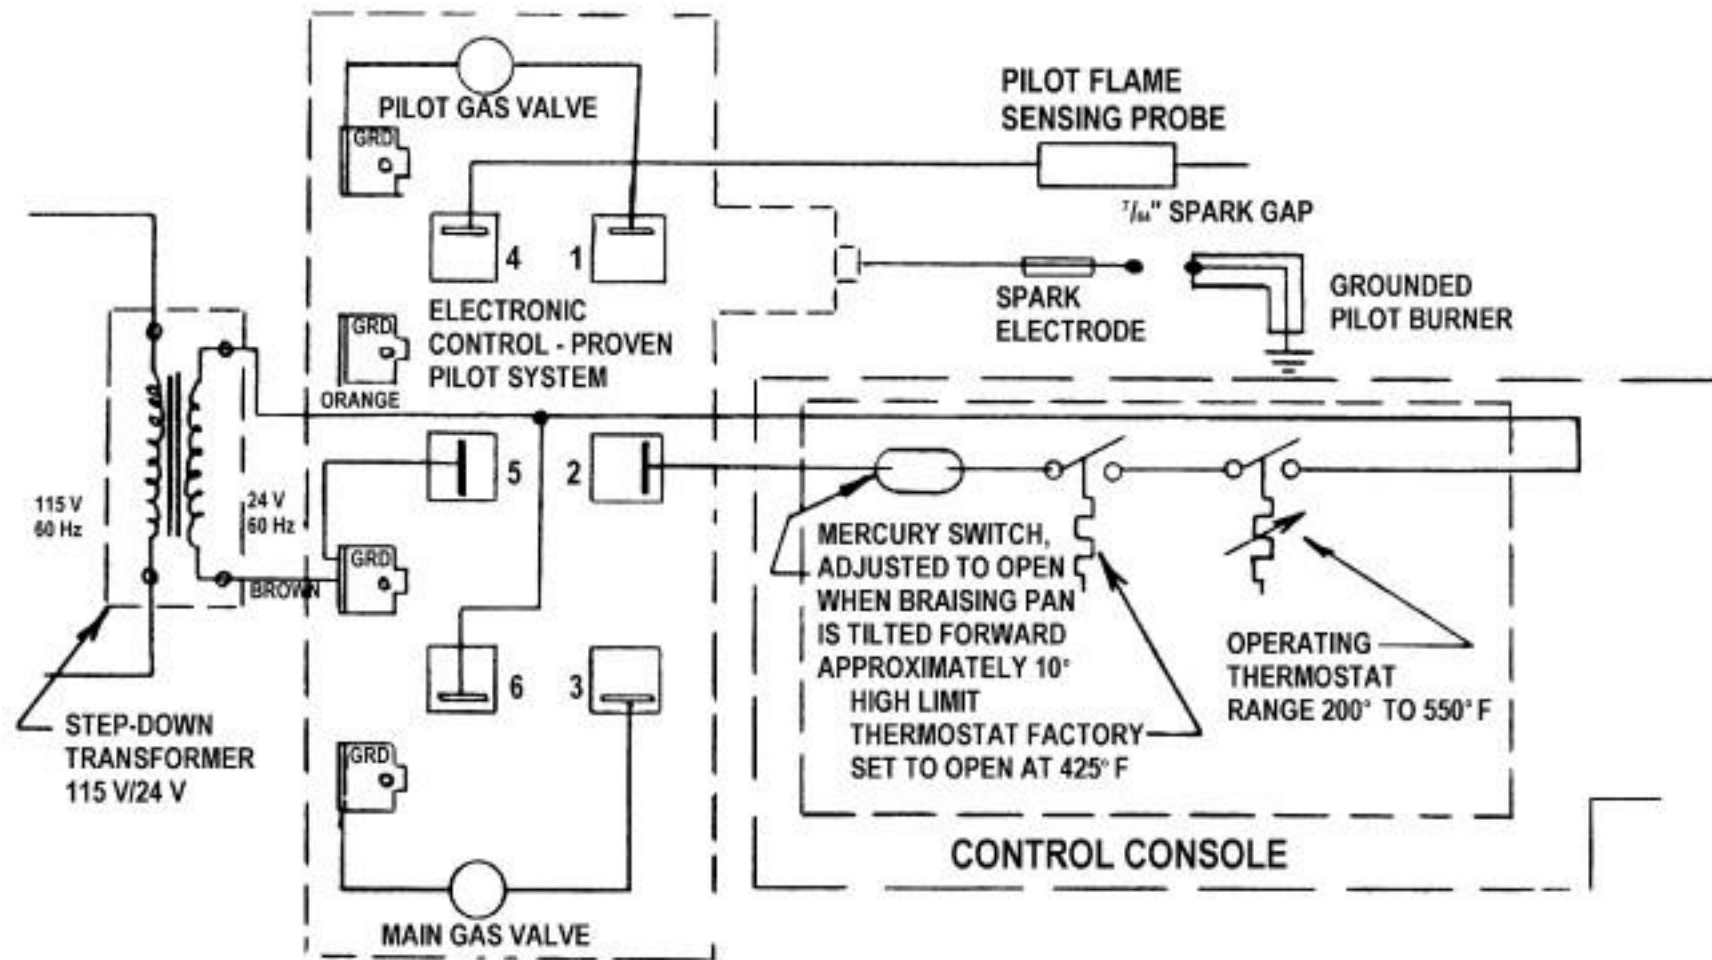 PILOT GAS VALVE
GRD
PILOT FLAME
SENSING PROBE
4
1
7/64" SPARK GAP
SPARK
ELECTRODE
GROUNDED
PILOT BURNER
GRD
ELECTRONIC
CONTROL - PROVEN
PILOT SYSTEM
ORANGE
5
2
115 V
60 Hz
24 V
60 Hz
GRD
BROWN
MERCURY SWITCH,
ADJUSTED TO OPEN
WHEN BRAISING PAN
IS TILTED FORWARD
APPROXIMATELY 10°
HIGH LIMIT
THERMOSTAT FACTORY
SET TO OPEN AT 425° F
OPERATING
THERMOSTAT
RANGE 200° TO 550° F
6
3
STEP-DOWN
TRANSFORMER
115 V/24 V
GRD
CONTROL CONSOLE
MAIN GAS VALVE